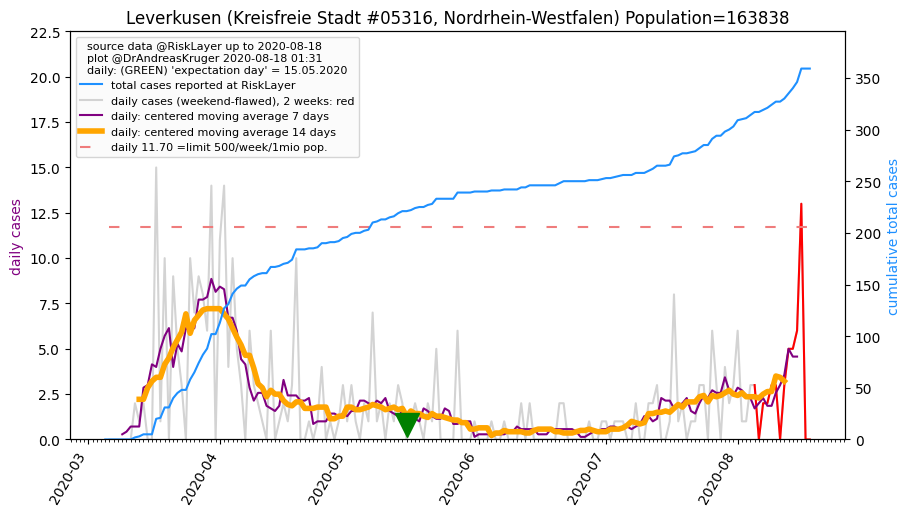 Leverkusen (Kreisfreie Stadt #05316, Nordrhein-Westfalen) Population=163838
source data @RiskLayer up to 2020-08-18
plot @DrAndreasKruger 2020-08-18 01:31
daily: (GREEN) 'expectation day' = 15.05.2020
total cases reported at RiskLayer
daily cases (weekend-flawed), 2 weeks: red
daily: centered moving average 7 days
daily: centered moving average 14 days
daily 11.70 =limit 500/week/1mio pop.
daily cases
22.5
20.0
17.5
15.0
12.5
10.0
7.5
5.0
2.5
0.0
cumulative total cases
350
300
250
200
150
100
50
0
2020-03
2020-04
2020-05
2020-06
2020-07
2020-08